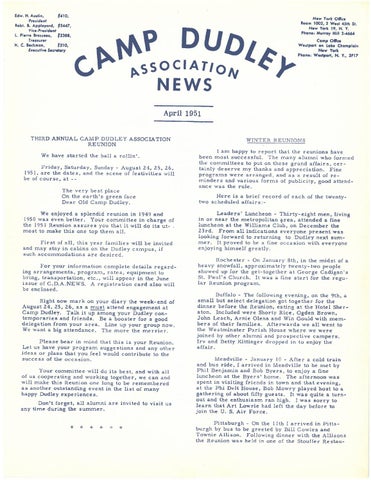 Edw. N. Austin, #410,
President
Robt. B. Appleyard, #3447,
Vice-President
L. Pierre Brosseau, #2388,
Treasurer
H. C. Beckman, #210,
Executive Secretary
New York Office
Room 1003, 2 West 45th St.
New York 19, N. Y.
Phone: Murray Hill 2-4664
Camp Office
Westport on Lake Champlain
New York
Phone: Westport, N. Y., 3F17
CAMP DUDLEY
ASSOCIATION
NEWS
April 1951
THIRD ANNUAL CAMP DUDLEY ASSOCIATION
REUNION
We have started the ball a rollin'.
Friday, Saturday, Sunday - August 24, 25, 26,
1951, are the dates, and the scene of festivities will
be of course, at --
The very best place
On the earth's green face
Dear Old Camp Dudley.
We enjoyed a splendid reunion in 1949 and
1950 was even better. Your committee in charge of
the 1951 Reunion assures you that it will do its ut-
most to make this one top them all.
First of all, this year families will be invited
and may stay in cabins on the Dudley campus, if
such accommodations are desired.
For your information complete details regard-
ing arrangements, program, rates, equipment to
bring, transportation, etc., will appear in the June
issue of C.D.A.NEWS. A registration card also will
be enclosed.
Right now mark on your diary the week-end of
August 24, 25, 26, as a must attend engagement at
Camp Dudley. Talk it up among your Dudley con-
temporaries and friends. Be a booster for a good
delegation from your area. Line up your group now.
We want a big attendance. The more the merrier.
Please bear in mind that this is your Reunion.
Let us have your program suggestions and any other
ideas or plans that you feel would contribute to the
success of the occasion.
Your committee will do its best, and with all
of us cooperating and working together, we can and
will make this Reunion one long to be remembered
as another outstanding event in the list of many
happy Dudley experiences.
Don't forget, all alumni are invited to visit us
any time during the summer.
* * * * * *
WINTER REUNIONS
I am happy to report that the reunions have
been most successful. The many alumni who formed
the committees to put on these grand affairs, cer-
tainly deserve my thanks and appreciation. Fine
programs were arranged, and as a result of re-
minders and various forms of publicity, good attend-
ance was the rule.
Here is a brief record of each of the twenty-
two scheduled affairs:-
Leaders' Luncheon - Thirty-eight men, living
in or near the metropolitan area, attended a fine
luncheon at the Williams Club, on December the
23rd. From all indications everyone present was
looking forward to returning to Dudley next sum-
mer. It proved to be a fine occasion with everyone
enjoying himself greatly.
Rochester - On January 8th, in the midst of a
heavy snowfall, approximately twenty-two people
showed up for the get-together at George Cadigan's
St. Paul's Church. It was a fine start for the regu-
lar Reunion program.
Buffalo - The following evening, on the 9th, a
small but select delegation got together for the
dinner before the Reunion, eating at the Hotel Sher-
aton. Included were Shorty Rice, Ogden Brown,
John Leach, Arnie Olena and Win Gould with mem-
bers of their families. Afterwards we all went to
the Westminster Parish House where we were
joined by other alumni and prospective campers.
Irv and Betty Kittinger dropped in to enjoy the
evening.
Meadville - January 10 - After a cold train
and bus ride, I arrived in Meadville to be met by
Phil Benjamin and Bob Byers, to enjoy a fine
luncheon at the Byers' home. The afternoon was
spent in visiting friends in town and that evening,
at the Phi Delt House, Bob Mowry played host to a
gathering of about fifty guests. It was quite a turn-
out and the enthusiasm ran high. I was so sorry to
learn that Art Lowrie had left the day before to
join the U. S. Air Force.
Pittsburgh - On the 11th I arrived in Pitts-
burgh by bus to be greeted by Bill Cowles and
Townie Allison. Following dinner with the Allisons
the Reunion was held in one of the Stouffer Restau-